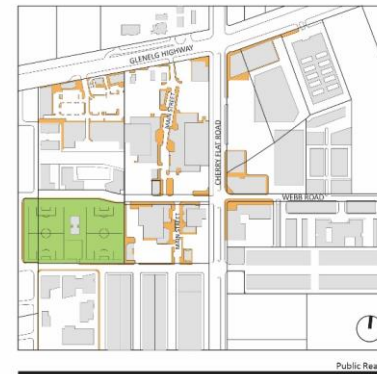 GLENELG HIGHWAY
MAIN STREET
CHERRY FLAT ROAD
WEBB ROAD
MAIN STREET
Public Rea